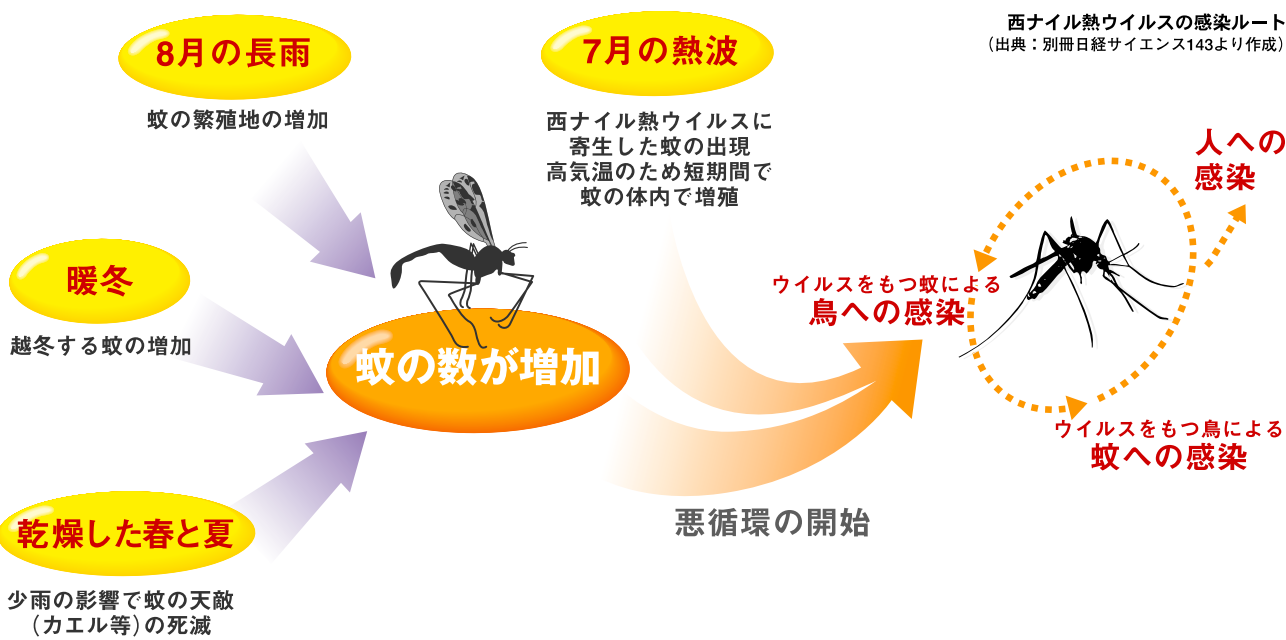 西ナイル熱ウイルスの感染ルート
（出典：別冊日経サイエンス143より作成）
8月の長雨
蚊の繁殖地の増加
7月の熱波
西ナイル熱ウイルスに
寄生した蚊の出現
高気温のため短期間で
蚊の体内で増殖
暖冬
越冬する蚊の増加
蚊の数が増加
乾燥した春と夏
少雨の影響で蚊の天敵
（カエル等）の死滅
悪循環の開始
人への
感染
ウイルスをもつ蚊による
鳥への感染
ウイルスをもつ鳥による
蚊への感染